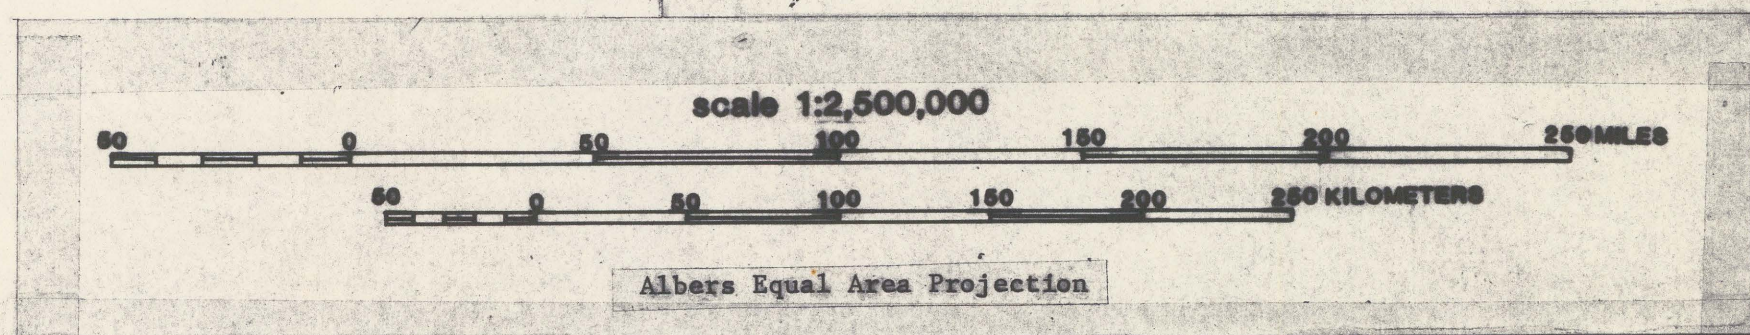 scale 1:2,500,000
50 0 50 100 150 200 250 MILES
50 0 50 100 150 200 250 KILOMETERS
Albers Equal Area Projection